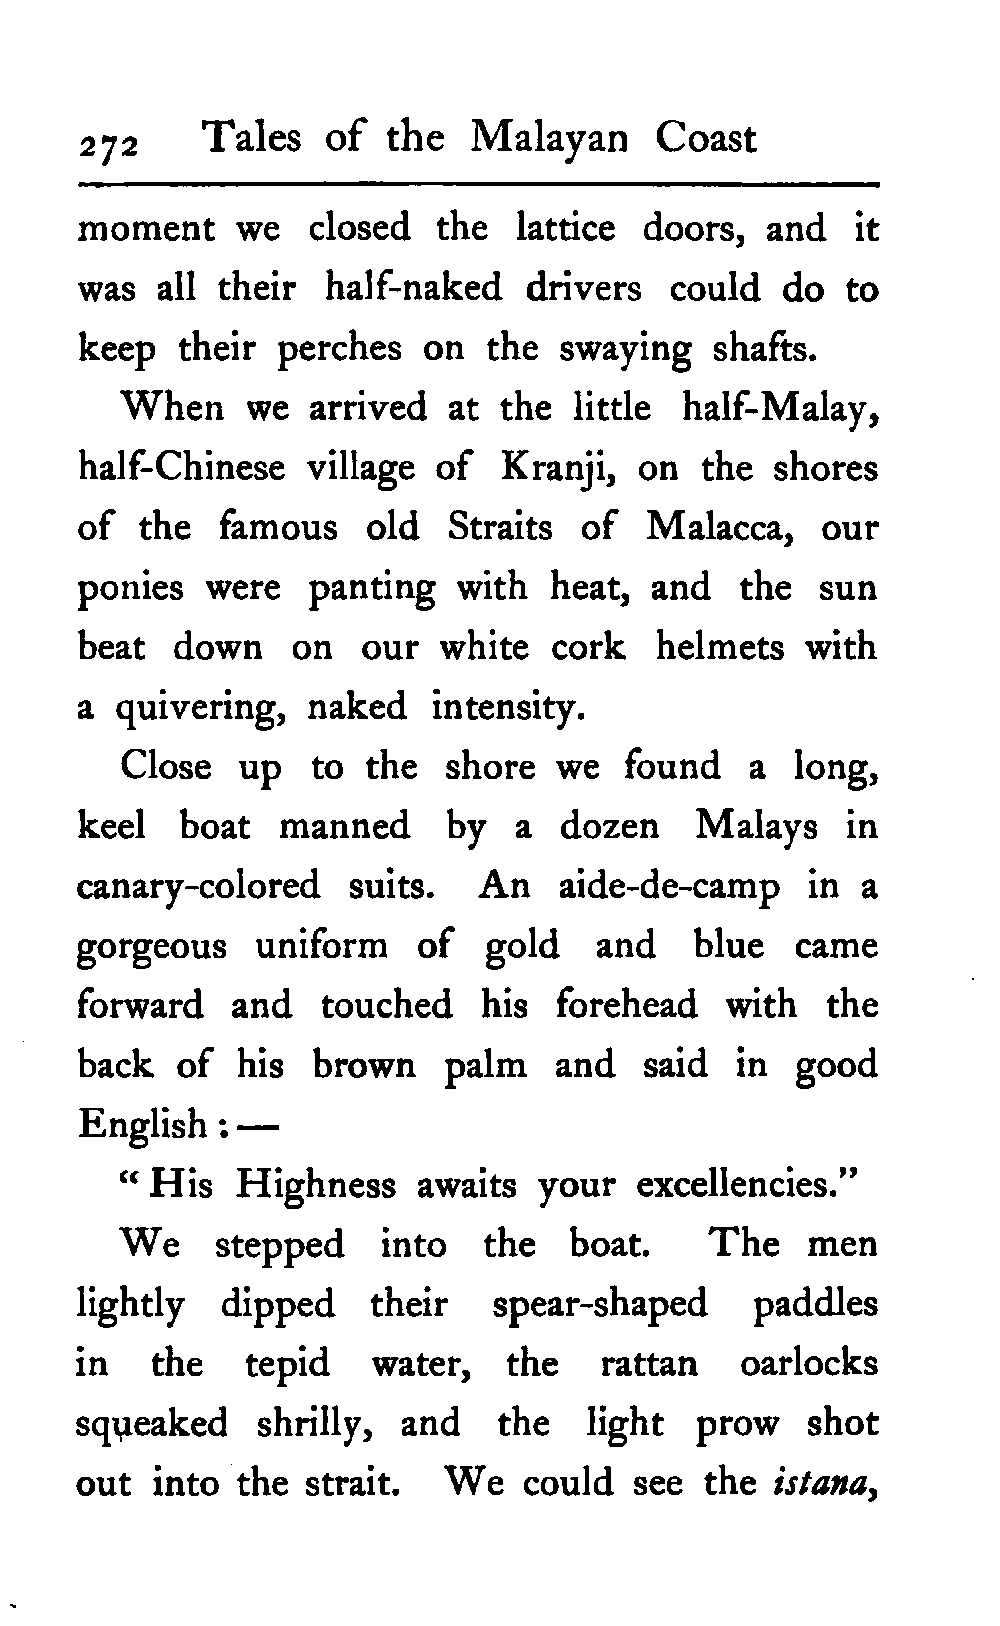 272 Tales of the Malayan Coast
moment we closed the lattice doors, and it
was all their half-naked drivers could do to
keep their perches on the swaying shafts.
When we arrived at the little half-Malay,
half-Chinese village of Kranji, on the shores
of the famous old Straits of Malacca, our
ponies were panting with heat, and the sun
beat down on our white cork helmets with
a quivering, naked intensity.
Close up to the shore we found a long,
keel boat manned by a dozen Malays in
canary-colored suits. An aide-de-camp in a
gorgeous uniform of gold and blue came
forward and touched his forehead with the
back of his brown palm and said in good
English : —
“ His Highness awaits your excellencies.”
We stepped into the boat. The men
lightly dipped their spear-shaped paddles
in the tepid water, the rattan oarlocks
squeaked shrilly, and the light prow shot
out into the strait. We could see the istana,